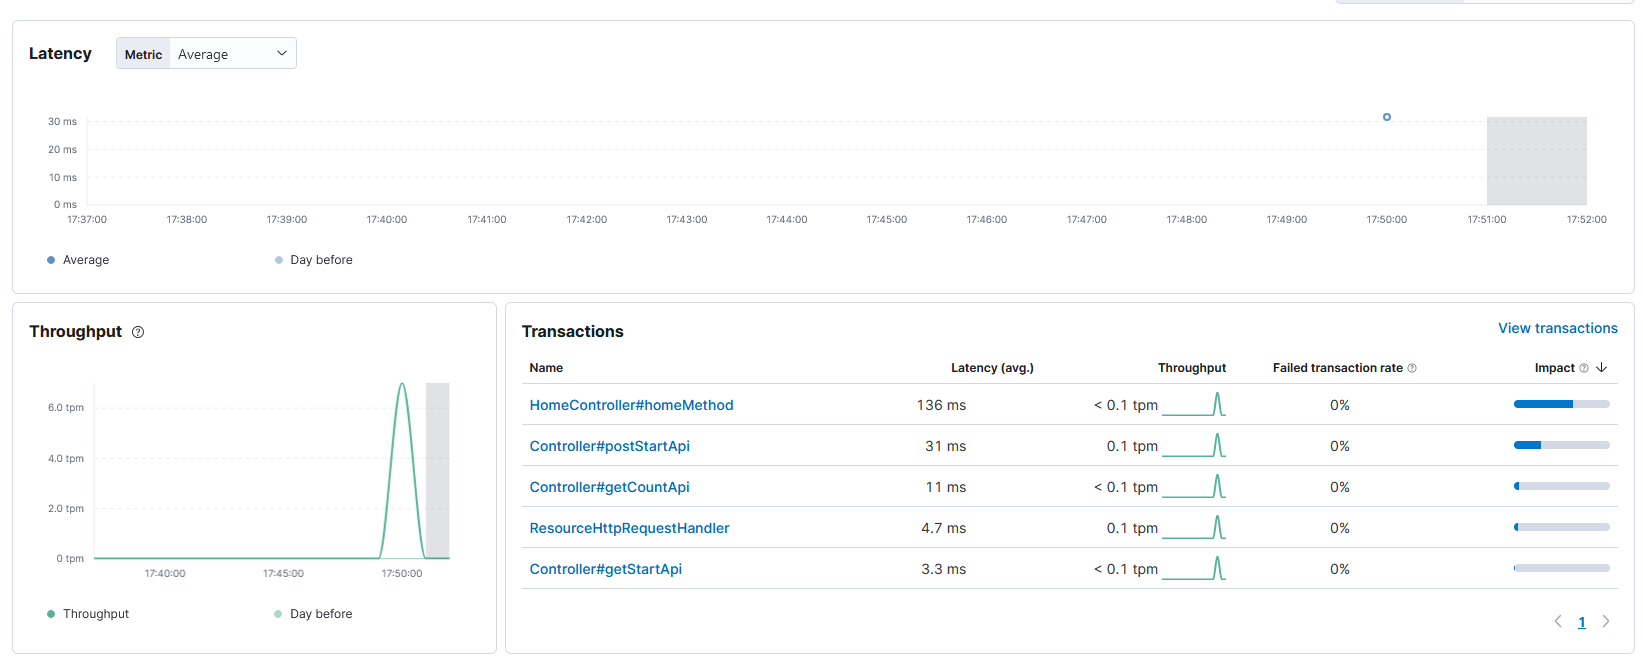 Latency
Metric Average
30 ms
20 ms
10 ms
0 ms
17:37:00 17:38:00 17:39:00 17:40:00 17:41:00 17:42:00 17:43:00 17:44:00 17:45:00 17:46:00 17:47:00 17:48:00 17:49:00 17:50:00 17:51:00 17:52:00
Average Day before
Throughput
6.0 tpm
4.0 tpm
2.0 tpm
0 tpm
17:40:00 17:45:00 17:50:00
Throughput Day before
Transactions View transactions
Name Latency (avg.) Throughput Failed transaction rate Impact
HomeController#homeMethod 136 ms < 0.1 tpm 0%
Controller#postStartApi 31 ms 0.1 tpm 0%
Controller#getCountApi 11 ms < 0.1 tpm 0%
ResourceHttpRequestHandler 4.7 ms 0.1 tpm 0%
Controller#getStartApi 3.3 ms < 0.1 tpm 0%
1